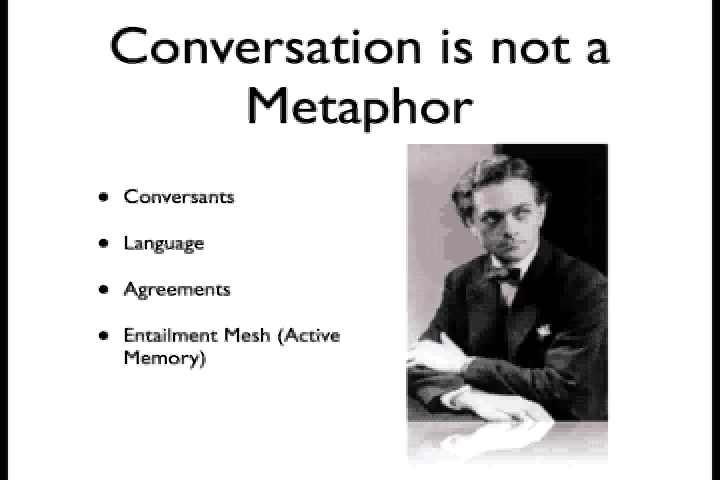 Conversation is not a
Metaphor
• Conversants
• Language
• Agreements
• Entailment Mesh (Active
Memory)